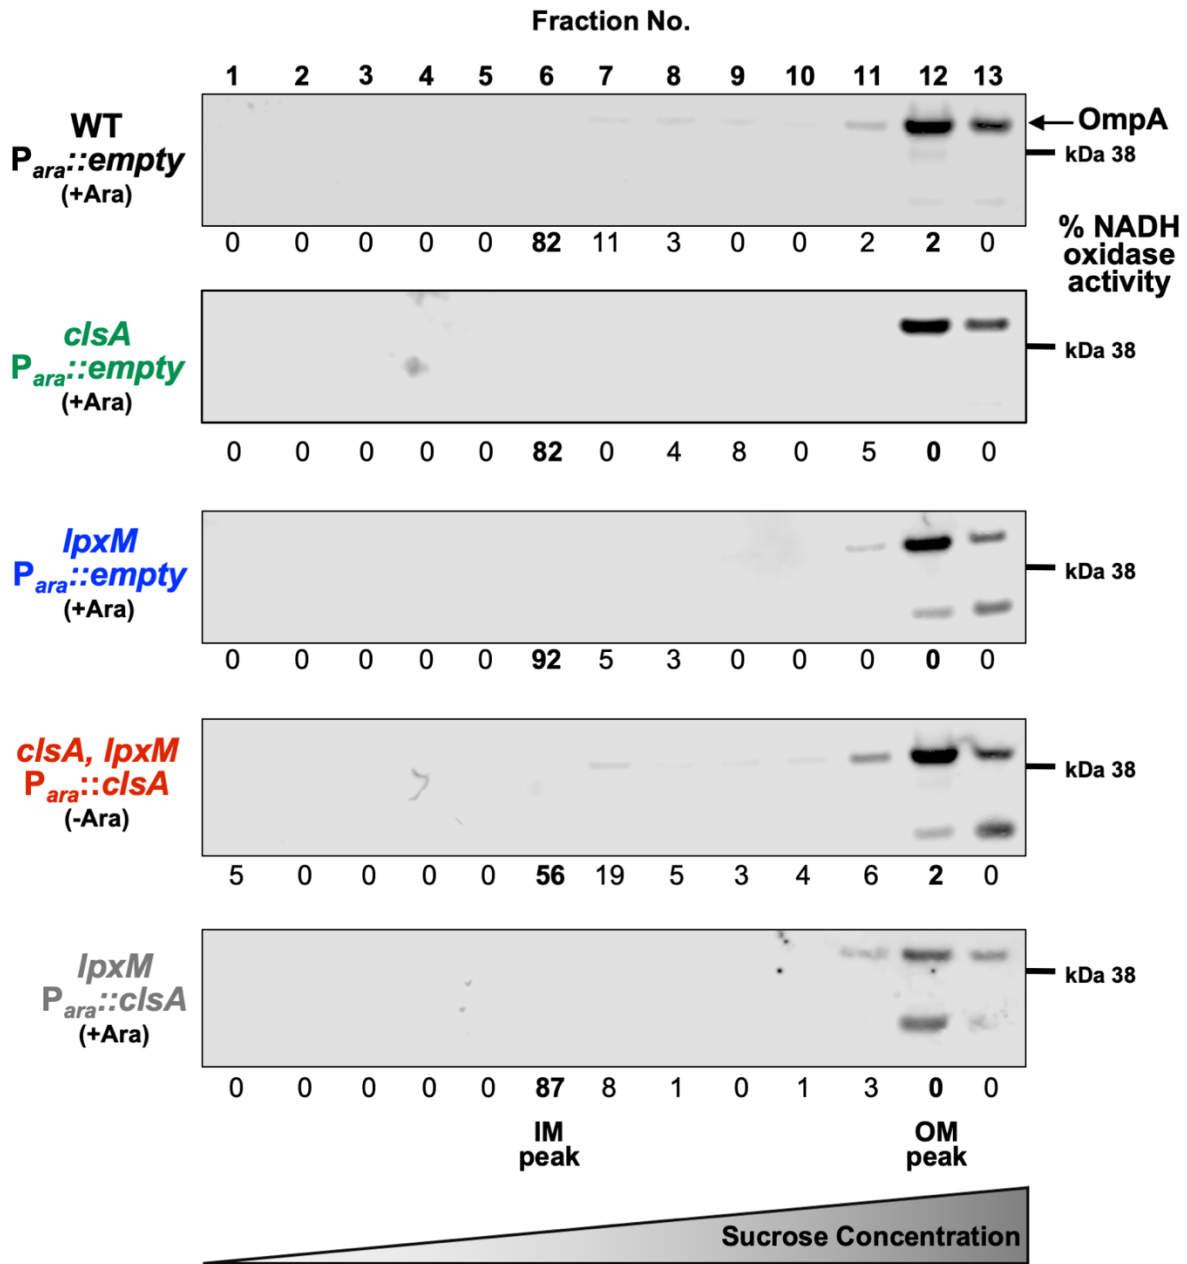 Fraction No.
1 2 3 4 5 6 7 8 9 10 11 12 13
WT
Para::empty
(+Ara)
OmpA
kDa 38
0 0 0 0 0 82 11 3 0 0 2 2 0
% NADH
oxidase
activity
clsA
Para::empty
(+Ara)
kDa 38
0 0 0 0 0 82 0 4 8 0 5 0 0
lpxM
Para::empty
(+Ara)
kDa 38
0 0 0 0 0 92 5 3 0 0 0 0 0
clsA, lpxM
Para::clsA
(-Ara)
kDa 38
5 0 0 0 0 56 19 5 3 4 6 2 0
lpxM
Para::clsA
(+Ara)
kDa 38
0 0 0 0 0 87 8 1 0 1 3 0 0
IM
peak
OM
peak
Sucrose Concentration